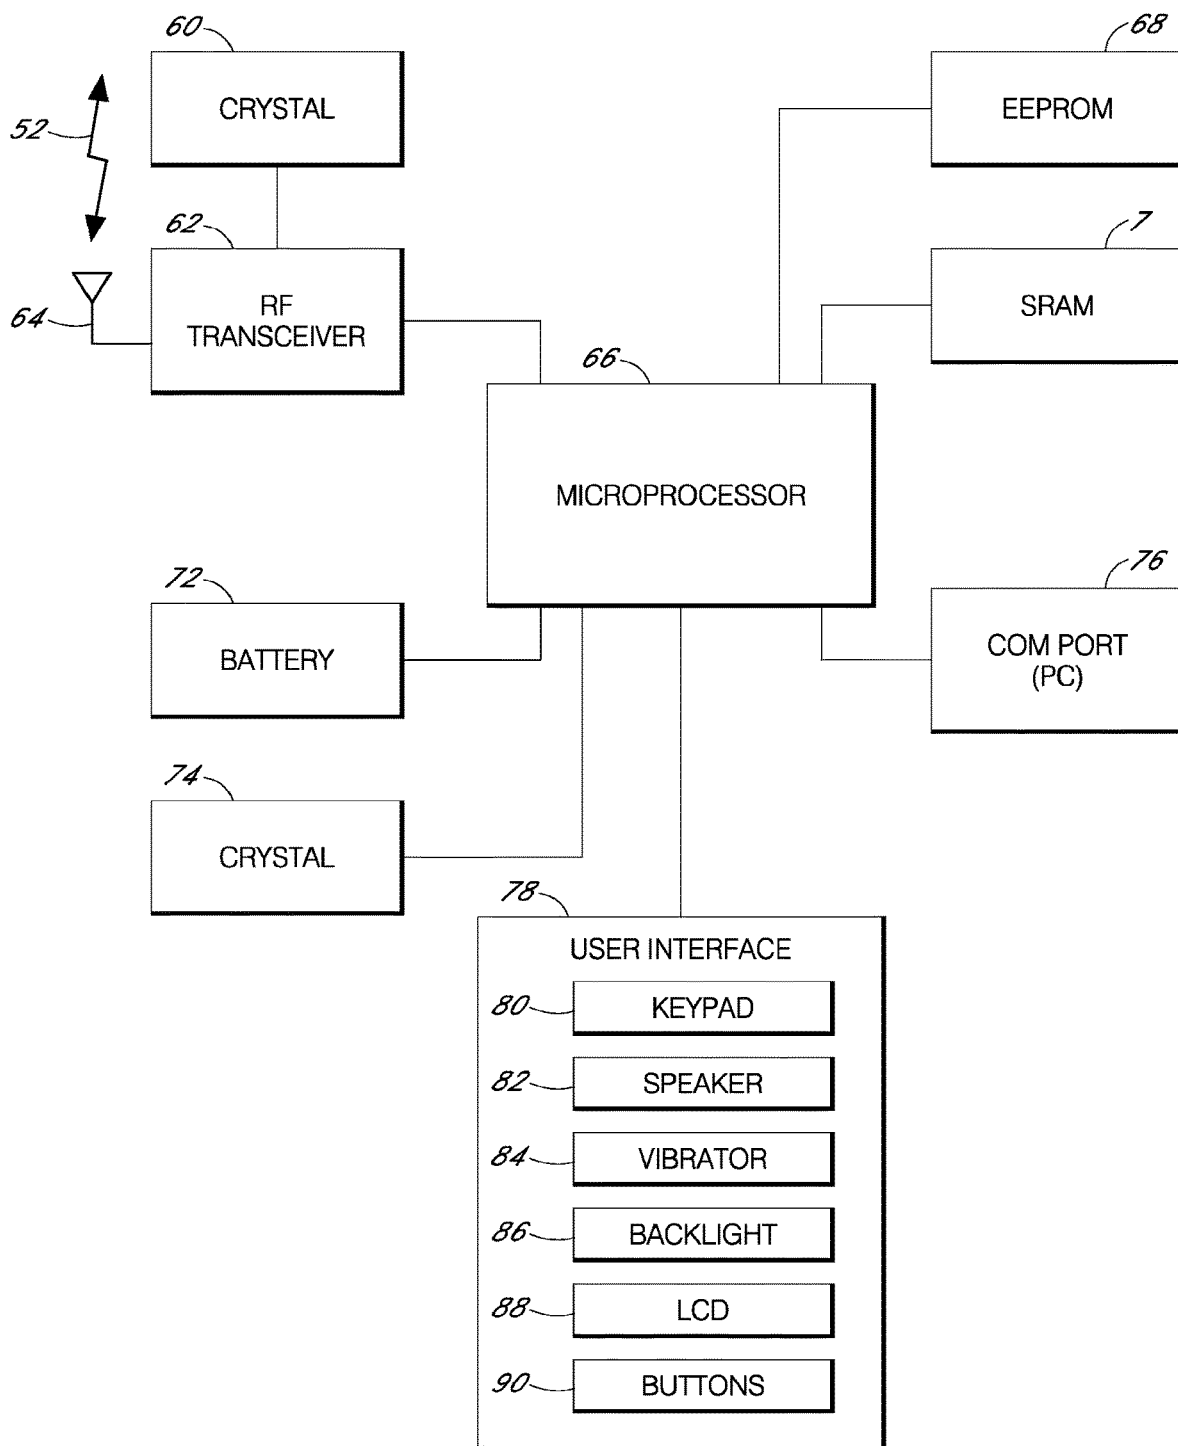 60
CRYSTAL
52
62
RF
TRANSCEIVER
64
68
EEPROM
7
SRAM
66
MICROPROCESSOR
72
BATTERY
74
CRYSTAL
76
COM PORT
(PC)
78
USER INTERFACE
80
KEYPAD
82
SPEAKER
84
VIBRATOR
86
BACKLIGHT
88
LCD
90
BUTTONS